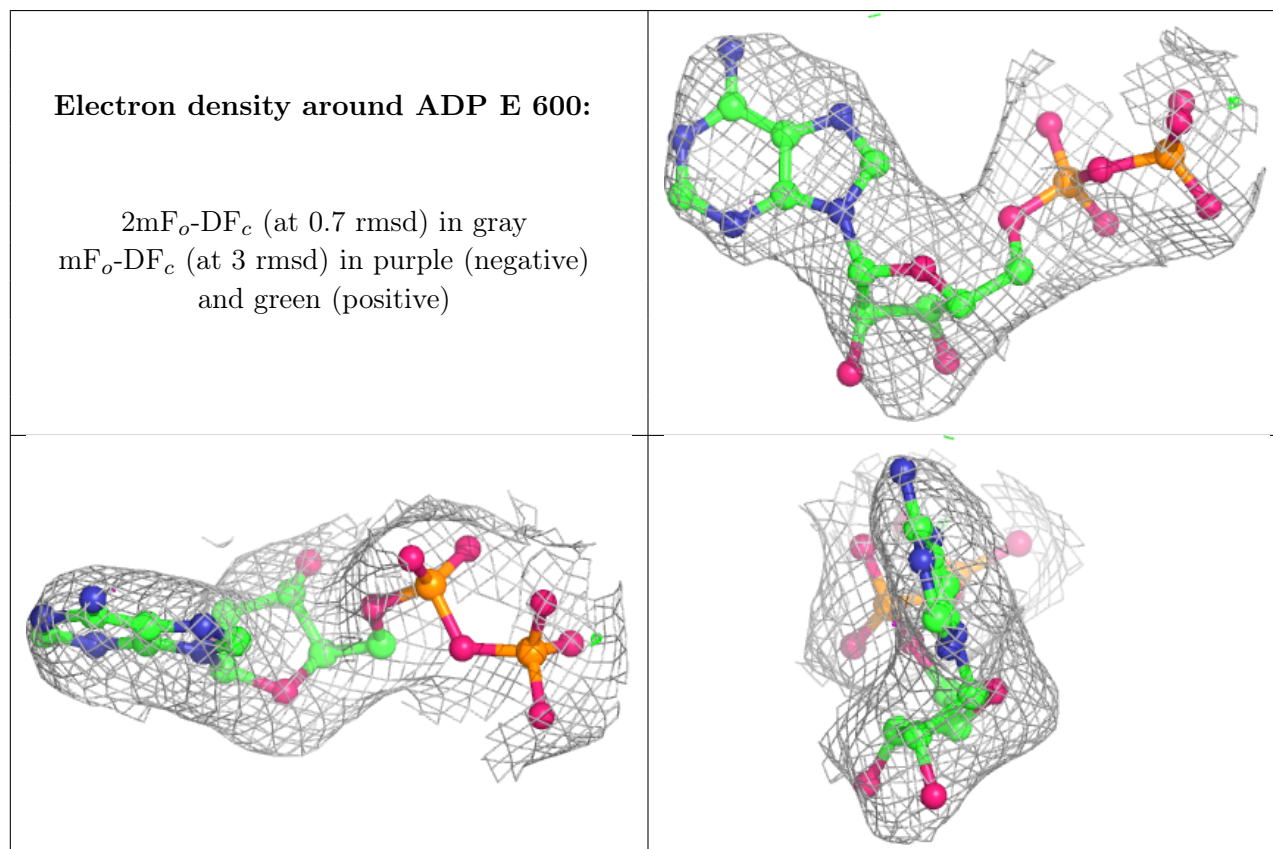 Electron density around ADP E 600:
2mFo-DFc (at 0.7 rmsd) in gray
mFo-DFc (at 3 rmsd) in purple (negative)
and green (positive)